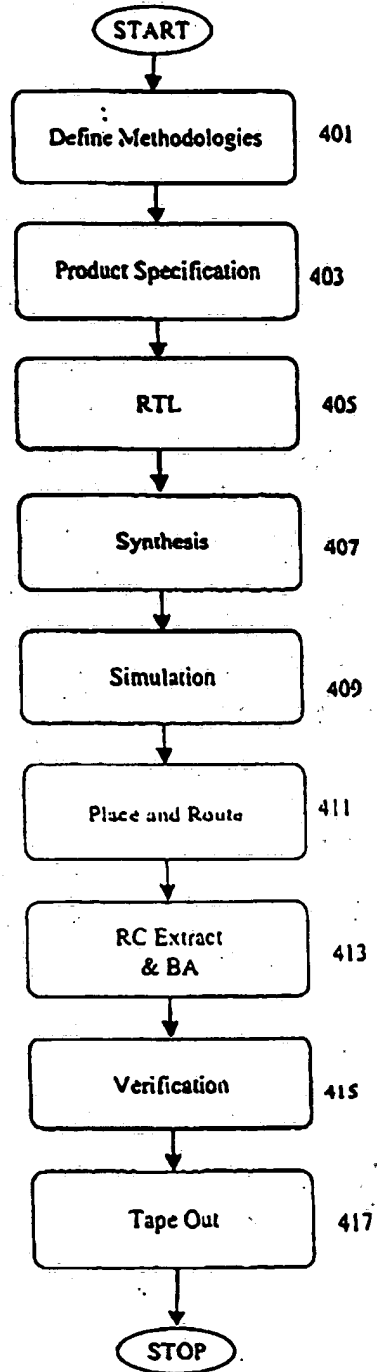 START
Define Methodologies 401
Product Specification 403
RTL 405
Synthesis 407
Simulation 409
Place and Route 411
RC Extract
& BA 413
Verification 415
Tape Out 417
STOP